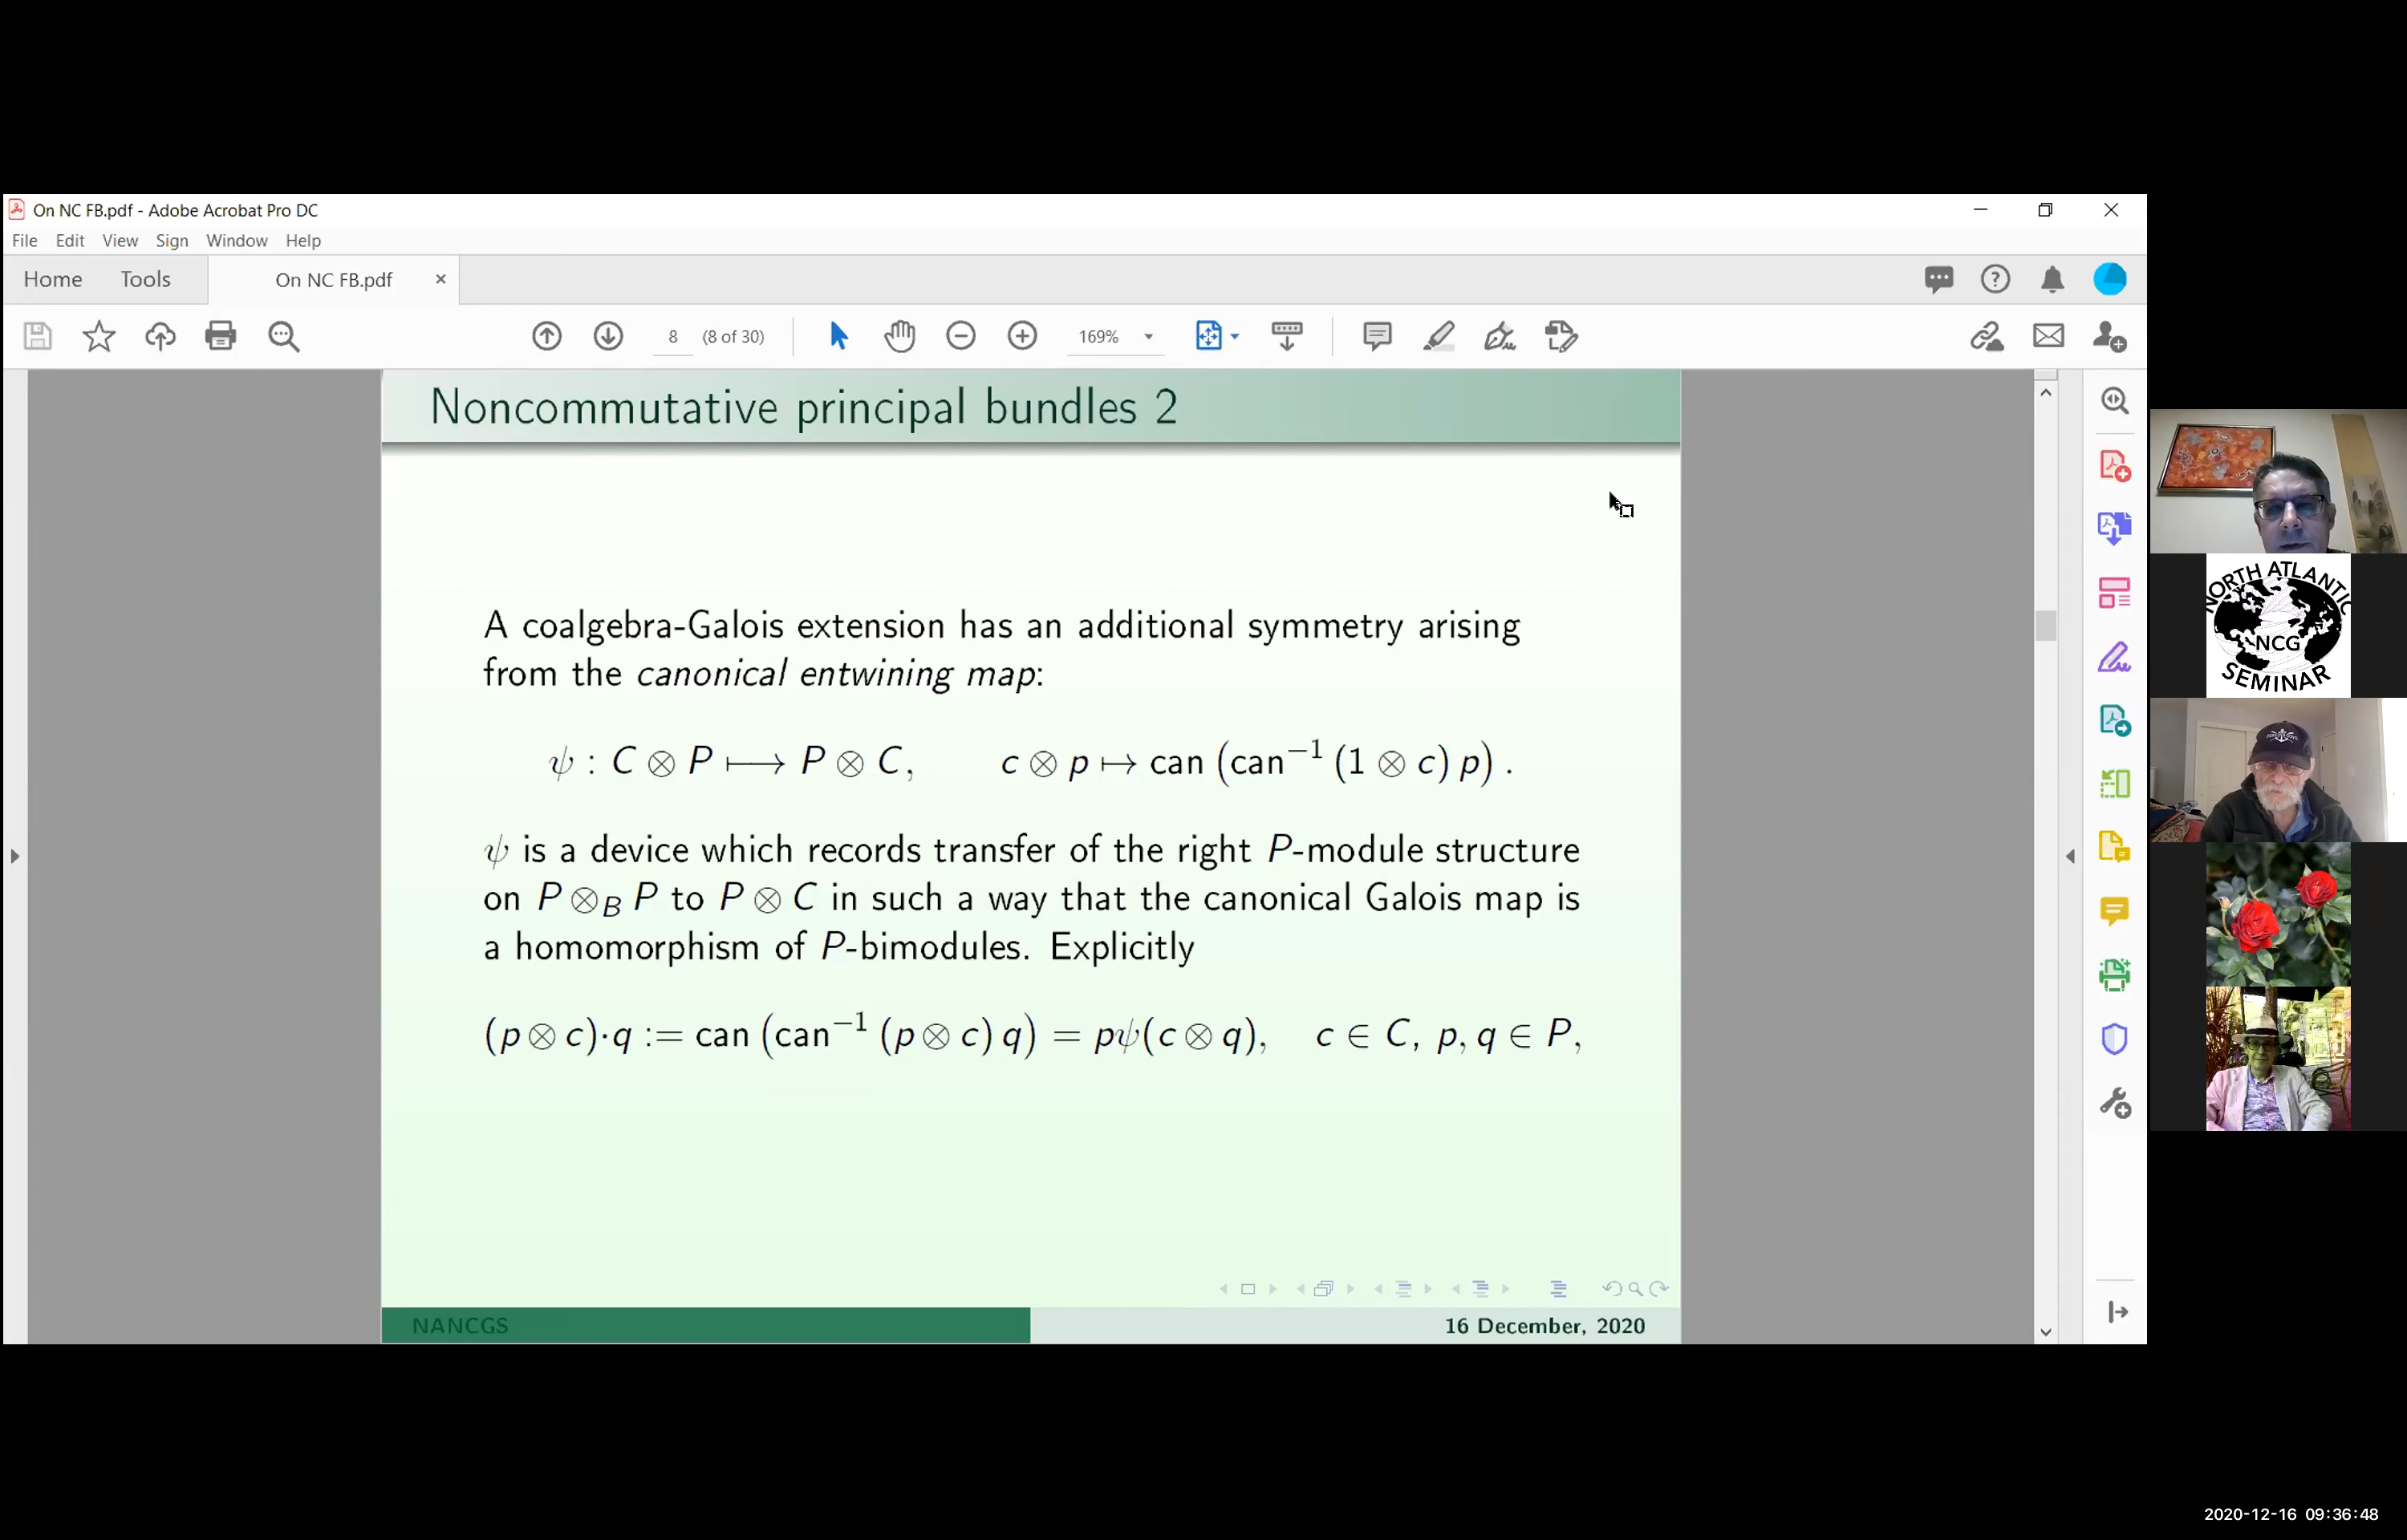 On NC FB.pdf - Adobe Acrobat Pro DC
File Edit View Sign Window Help
Home Tools On NC FB.pdf ×
8 (8 of 30) 169%
Noncommutative principal bundles 2
A coalgebra-Galois extension has an additional symmetry arising
from the canonical entwining map:
ψ : C ⊗ P ⟼ P ⊗ C, c ⊗ p ↦ can (can⁻¹ (1 ⊗ c) p) .
ψ is a device which records transfer of the right P-module structure
on P ⊗_B P to P ⊗ C in such a way that the canonical Galois map is
a homomorphism of P-bimodules. Explicitly
(p ⊗ c)·q := can (can⁻¹ (p ⊗ c) q) = pψ(c ⊗ q), c ∈ C, p, q ∈ P,
NANCGS 16 December, 2020
NORTH ATLANTIC
NCG
SEMINAR
2020-12-16 09:36:48